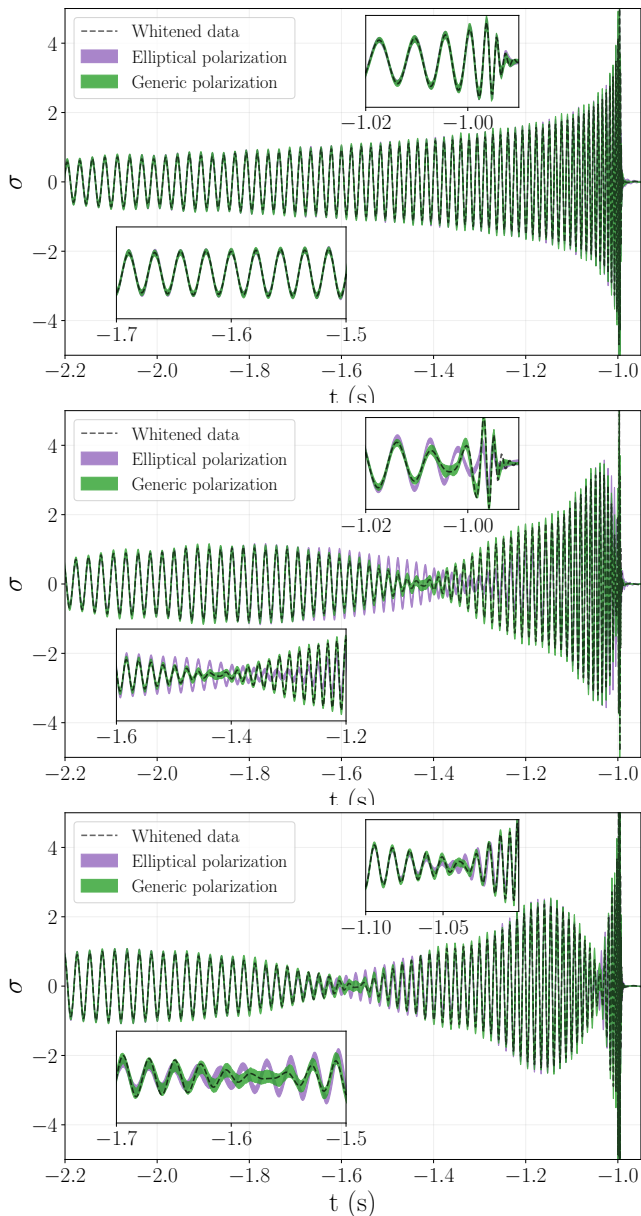 Whitened data
Elliptical polarization
Generic polarization
−1.02 −1.00
4
2
0
−2
−4
σ
−1.7 −1.6 −1.5
−2.2 −2.0 −1.8 −1.6 −1.4 −1.2 −1.0
t (s)
Whitened data
Elliptical polarization
Generic polarization
−1.02 −1.00
4
2
0
−2
−4
σ
−1.6 −1.4 −1.2
−2.2 −2.0 −1.8 −1.6 −1.4 −1.2 −1.0
t (s)
Whitened data
Elliptical polarization
Generic polarization
−1.10 −1.05
4
2
0
−2
−4
σ
−1.7 −1.6 −1.5
−2.2 −2.0 −1.8 −1.6 −1.4 −1.2 −1.0
t (s)